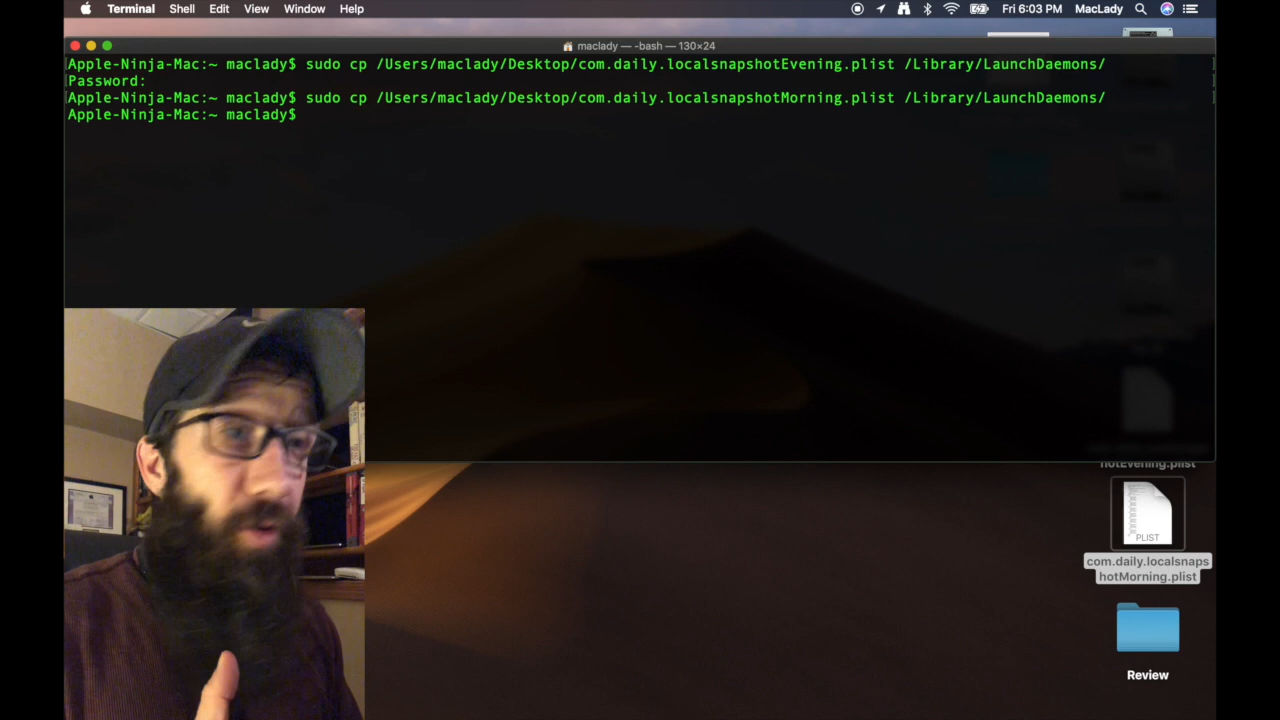 Terminal Shell Edit View Window Help Fri 6:03 PM MacLady
maclady — -bash — 130×24
Apple-Ninja-Mac:~ maclady$ sudo cp /Users/maclady/Desktop/com.daily.localsnapshotEvening.plist /Library/LaunchDaemons/
Password:
Apple-Ninja-Mac:~ maclady$ sudo cp /Users/maclady/Desktop/com.daily.localsnapshotMorning.plist /Library/LaunchDaemons/
Apple-Ninja-Mac:~ maclady$
hotEvening.plist
PLIST
com.daily.localsnaps
hotMorning.plist
Review